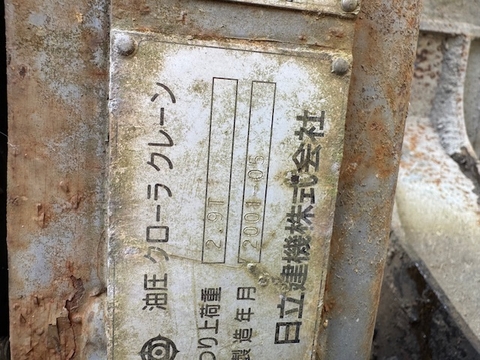 油圧クローラクレーン
つり上荷重 2.9T
製造年月 2001-05
日立建機株式会社